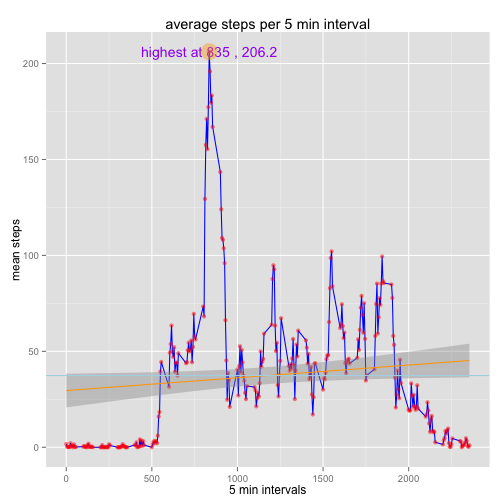 average steps per 5 min interval
highest at 835 , 206.2
200
150
100
50
0
mean steps
0 500 1000 1500 2000
5 min intervals